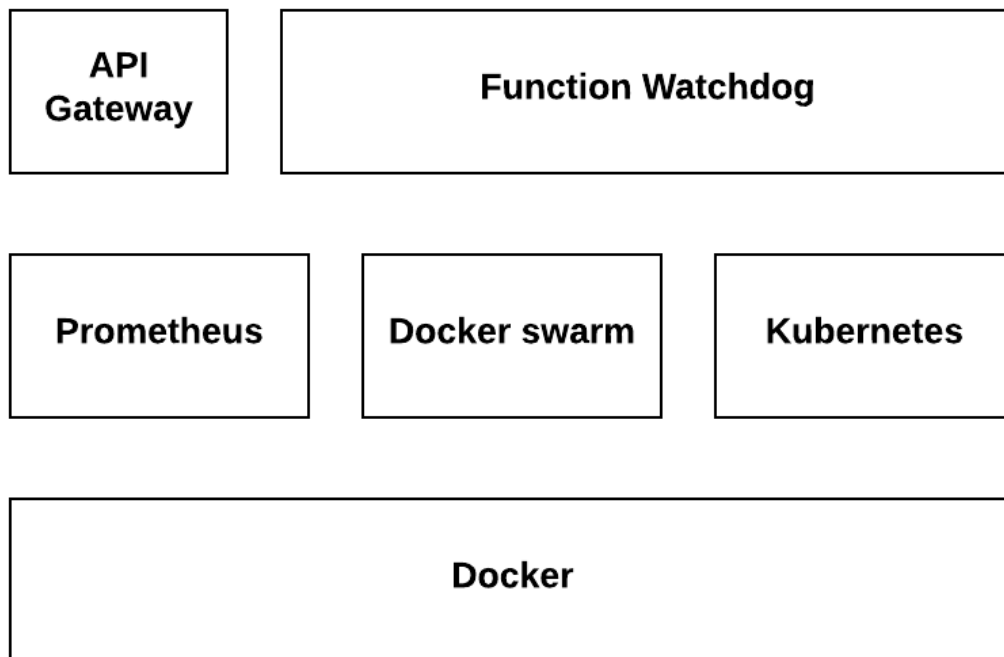 API
Gateway
Function Watchdog
Prometheus
Docker swarm
Kubernetes
Docker